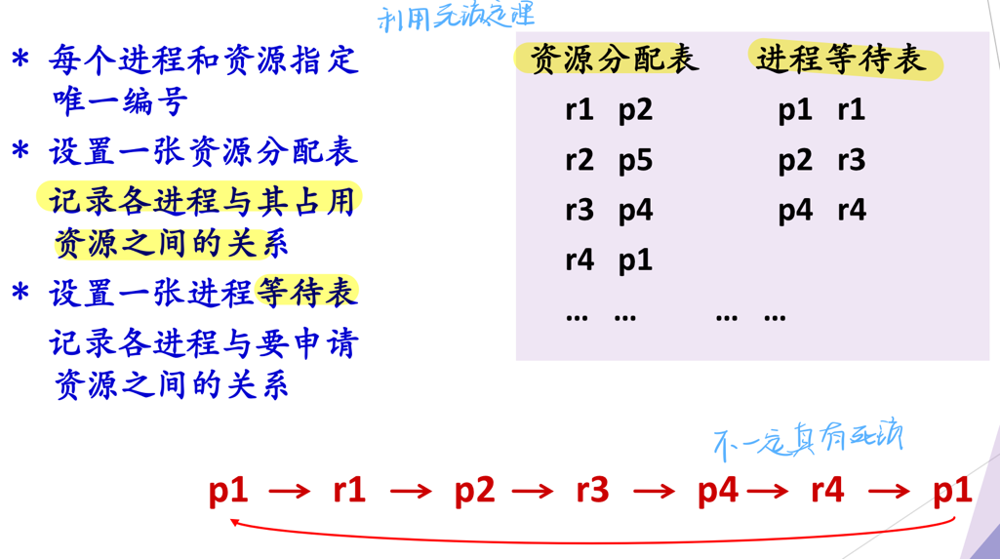 利用死锁定理
* 每个进程和资源指定
唯一编号
* 设置一张资源分配表
记录各进程与其占用
资源之间的关系
* 设置一张进程等待表
记录各进程与要申请
资源之间的关系
资源分配表 进程等待表
r1 p2 p1 r1
r2 p5 p2 r3
r3 p4 p4 r4
r4 p1
... ... ... ...
不一定真有死锁
p1 → r1 → p2 → r3 → p4 → r4 → p1